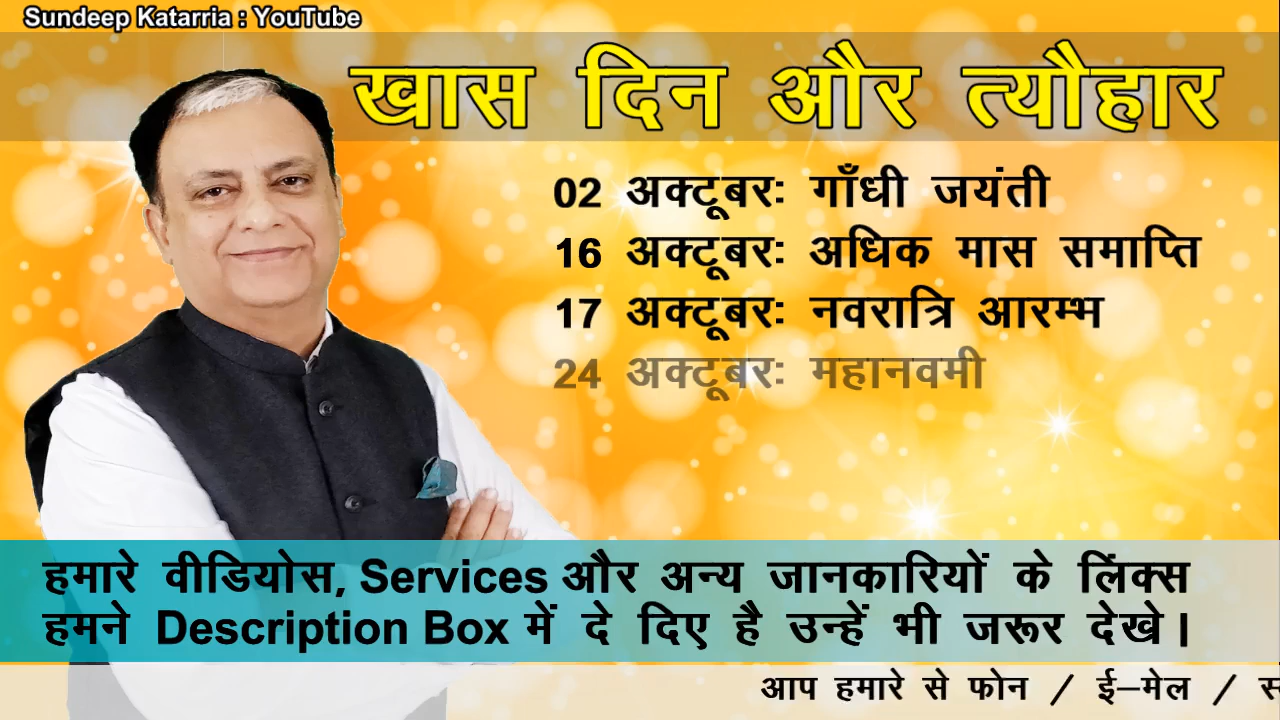 Sundeep Katarria : YouTube
खास दिन और त्यौहार
02 अक्टूबर: गाँधी जयंती
16 अक्टूबर: अधिक मास समाप्ति
17 अक्टूबर: नवरात्रि आरम्भ
24 अक्टूबर: महानवमी
हमारे वीडियोस, Services और अन्य जानकारियों के लिंक्स
हमने Description Box में दे दिए है उन्हें भी जरूर देखे।
आप हमारे से फोन / ई–मेल /